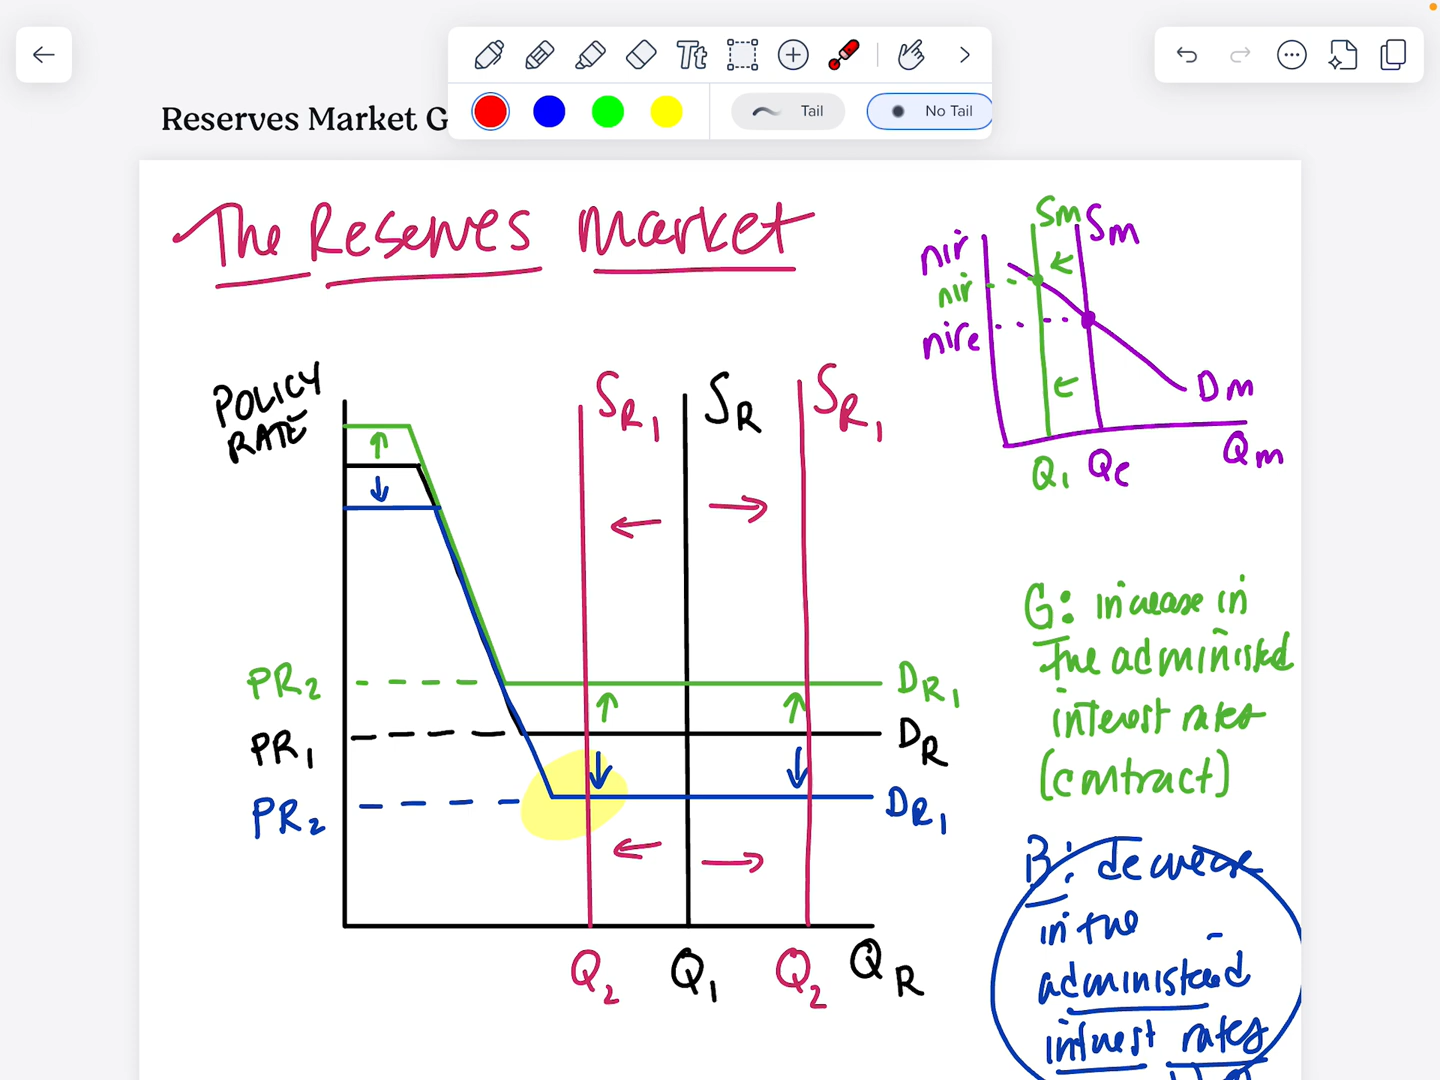 Tt
Tail
No Tail
Reserves Market G
The Reserves Market
Sm
Sm
nir
nir
nire
Dm
Q1
Qe
Qm
POLICY
RATE
SR1
SR
SR1
PR2
DR1
PR1
DR
PR2
DR1
Q2
Q1
Q2
QR
G: increase in
the administed
interest rates
(contract)
B: decrease
in the
administered
interest rates